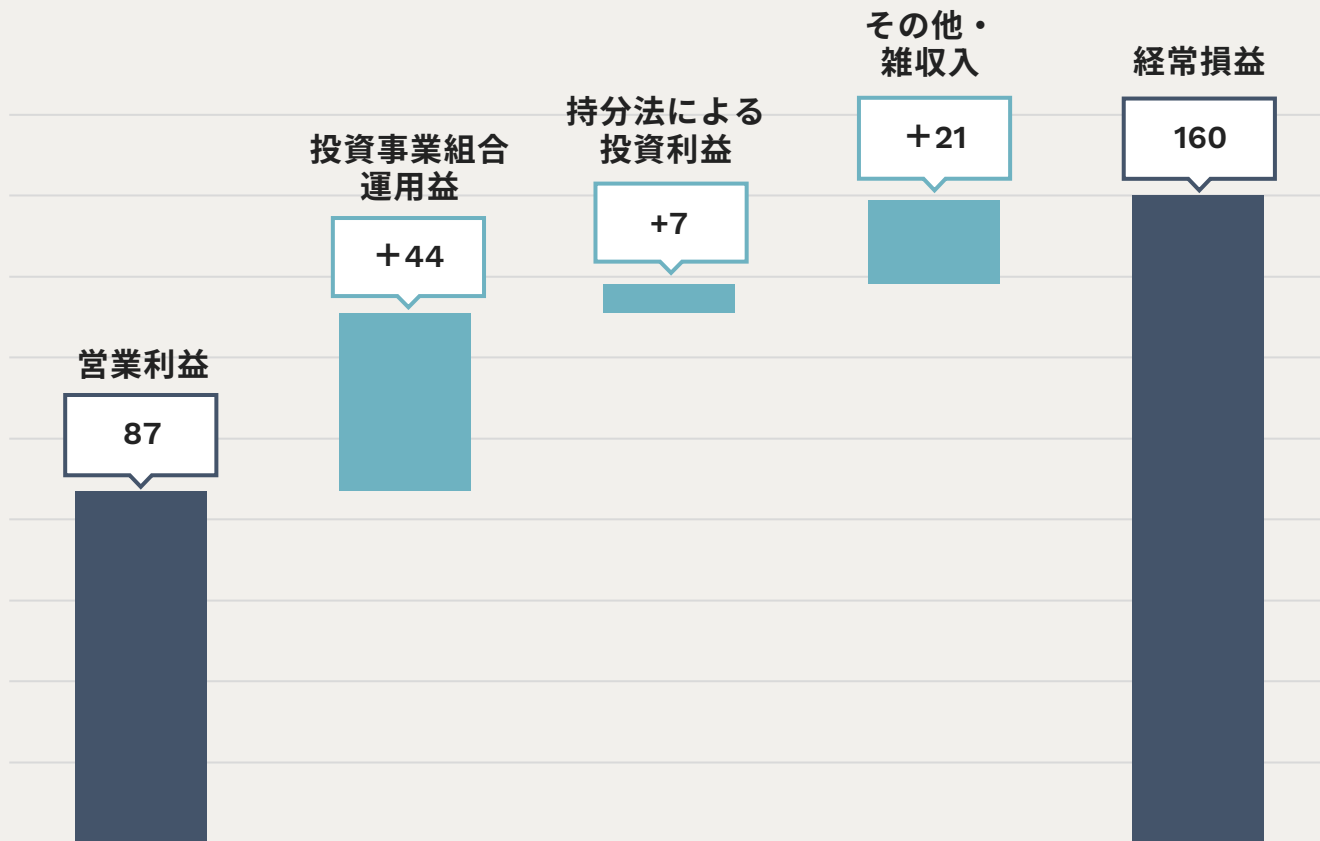 営業利益
87
投資事業組合
運用益
＋44
持分法による
投資利益
+7
その他・
雑収入
＋21
経常損益
160